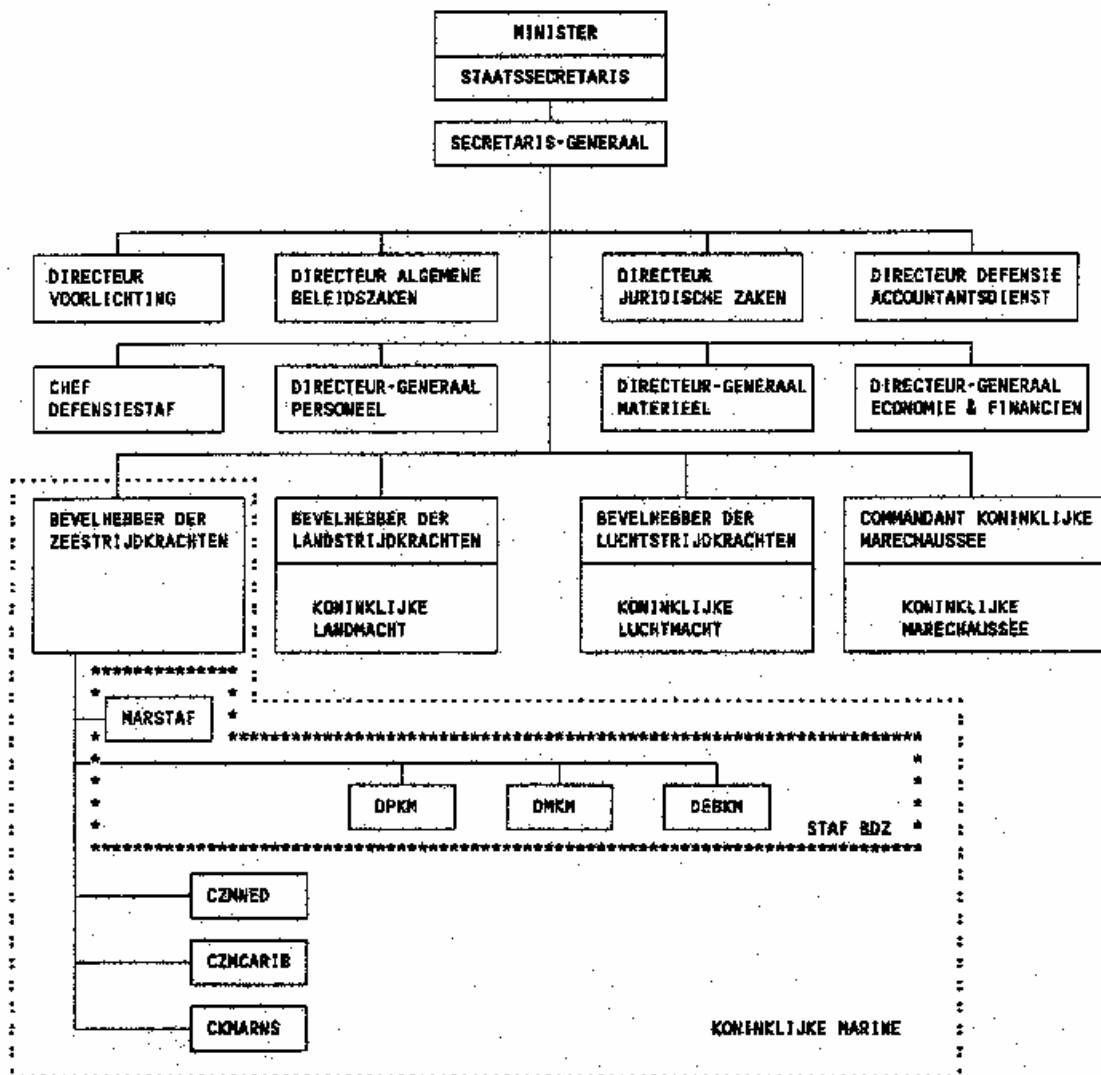 MINISTER
STAATSSECRETARIS
SECRETARIS-GENERAAL
DIRECTEUR
VOORLICHTING
DIRECTEUR ALGEMENE
BELEIDSZAKEN
DIRECTEUR
JURIDISCHE ZAKEN
DIRECTEUR DEFENSIE
ACCOUNTANTSDIENST
CHEF
DEFENSIESTAF
DIRECTEUR-GENERAAL
PERSONEEL
DIRECTEUR-GENERAAL
MATERIEEL
DIRECTEUR-GENERAAL
ECONOMIE & FINANCIEN
BEVELHEBBER DER
ZEESTRIJDKRACHTEN
BEVELHEBBER DER
LANDSTRIJDKRACHTEN
KONINKLIJKE
LANDMACHT
BEVELHEBBER DER
LUCHTSTRIJDKRACHTEN
KONINKLIJKE
LUCHTMACHT
COMMANDANT KONINKLIJKE
MARECHAUSSEE
KONINKLIJKE
MARECHAUSSEE
MARSTAF
DPKM
DMKM
DEBKM
STAF BDZ
CZMNED
CZMCARIB
CKMARNS
KONINKLIJKE MARINE